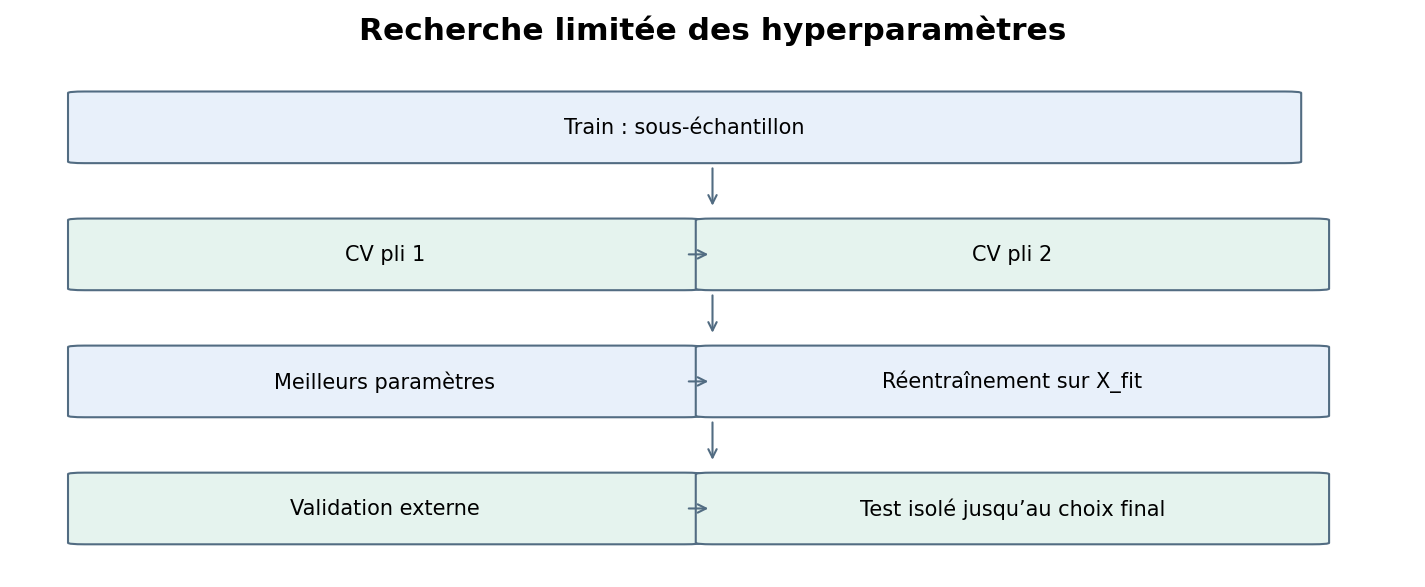 Recherche limitée des hyperparamètres
Train : sous-échantillon
CV pli 1
CV pli 2
Meilleurs paramètres
Réentraînement sur X_fit
Validation externe
Test isolé jusqu’au choix final